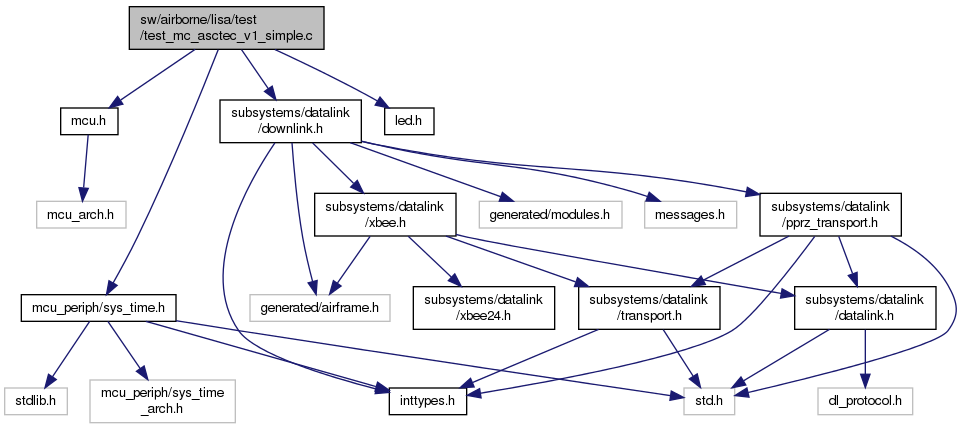 sw/airborne/lisa/test
/test_mc_asctec_v1_simple.c
mcu.h
subsystems/datalink
/downlink.h
led.h
mcu_arch.h
subsystems/datalink
/xbee.h
generated/modules.h
messages.h
subsystems/datalink
/pprz_transport.h
mcu_periph/sys_time.h
generated/airframe.h
subsystems/datalink
/xbee24.h
subsystems/datalink
/transport.h
subsystems/datalink
/datalink.h
stdlib.h
mcu_periph/sys_time
_arch.h
inttypes.h
std.h
dl_protocol.h